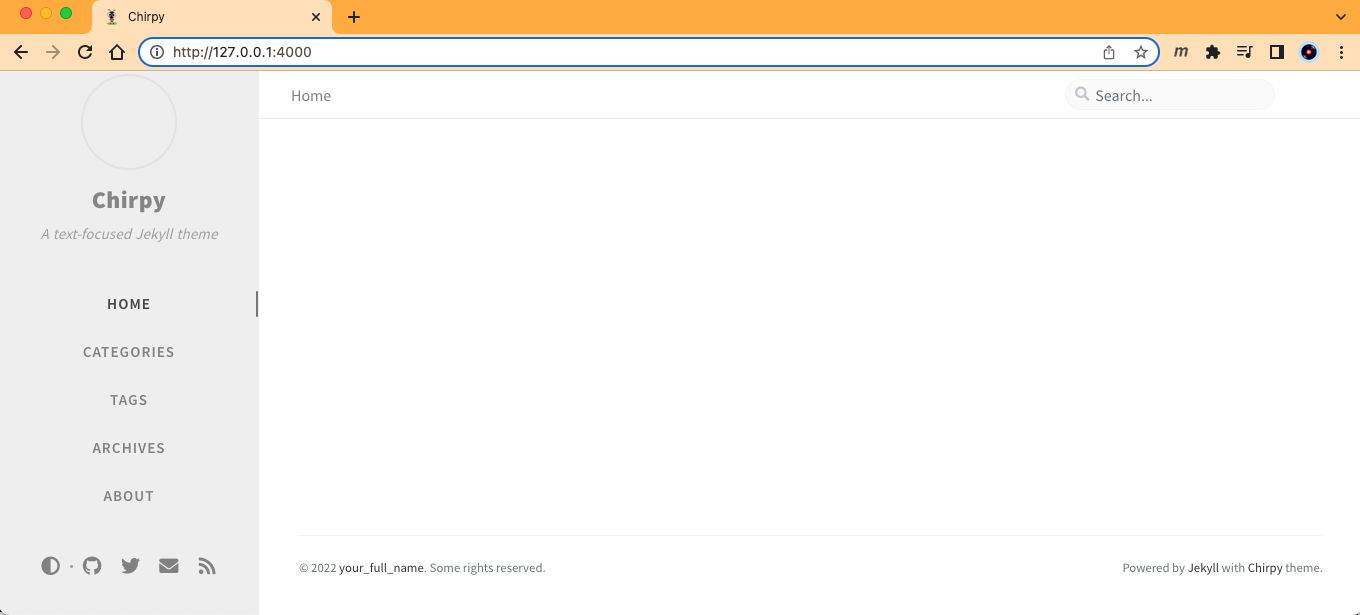 Chirpy
http://127.0.0.1:4000
m
Home
Search...
Chirpy
A text-focused Jekyll theme
HOME
CATEGORIES
TAGS
ARCHIVES
ABOUT
© 2022 your_full_name. Some rights reserved.
Powered by Jekyll with Chirpy theme.